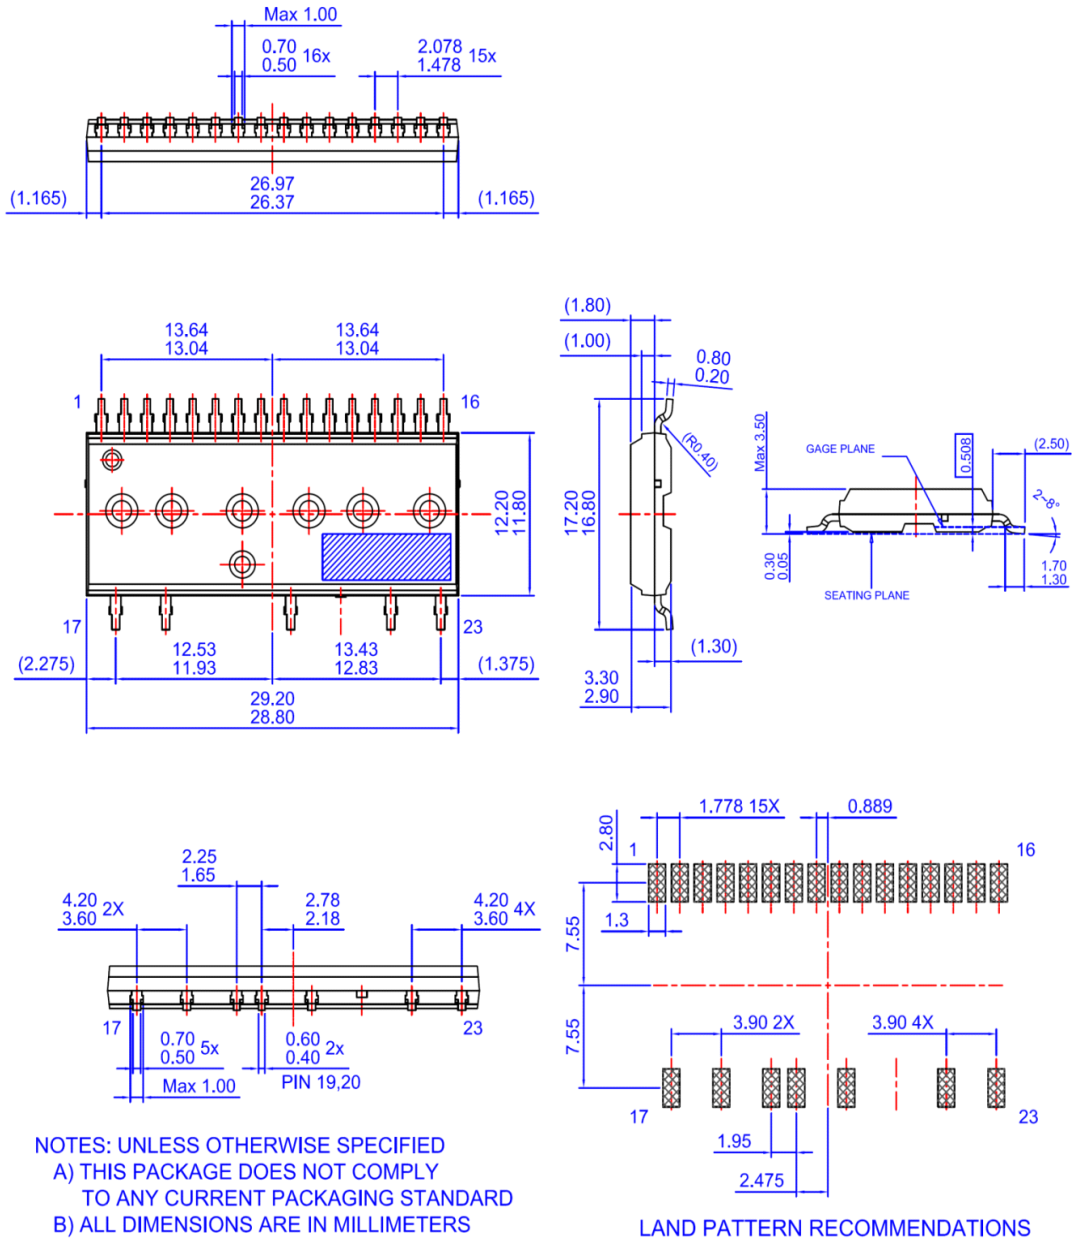 Max 1.00
0.70
0.50 16x
2.078
1.478 15x
(1.165)
26.97
26.37
(1.165)
13.64
13.04
13.64
13.04
1
16
12.20
11.80
17
23
(2.275)
12.53
11.93
13.43
12.83
(1.375)
29.20
28.80
(1.80)
(1.00)
0.80
0.20
(R0.40)
17.20
16.80
(1.30)
3.30
2.90
Max 3.50
GAGE PLANE
0.508
(2.50)
2~8°
0.30
0.05
1.70
1.30
SEATING PLANE
2.25
1.65
4.20
3.60 2X
2.78
2.18
4.20
3.60 4X
17
23
0.70
0.50 5x
0.60
0.40 2x
Max 1.00
PIN 19,20
1.778 15X
0.889
2.80
1
16
1.3
7.55
7.55
3.90 2X
3.90 4X
17
23
1.95
2.475
NOTES: UNLESS OTHERWISE SPECIFIED
A) THIS PACKAGE DOES NOT COMPLY
TO ANY CURRENT PACKAGING STANDARD
B) ALL DIMENSIONS ARE IN MILLIMETERS
LAND PATTERN RECOMMENDATIONS